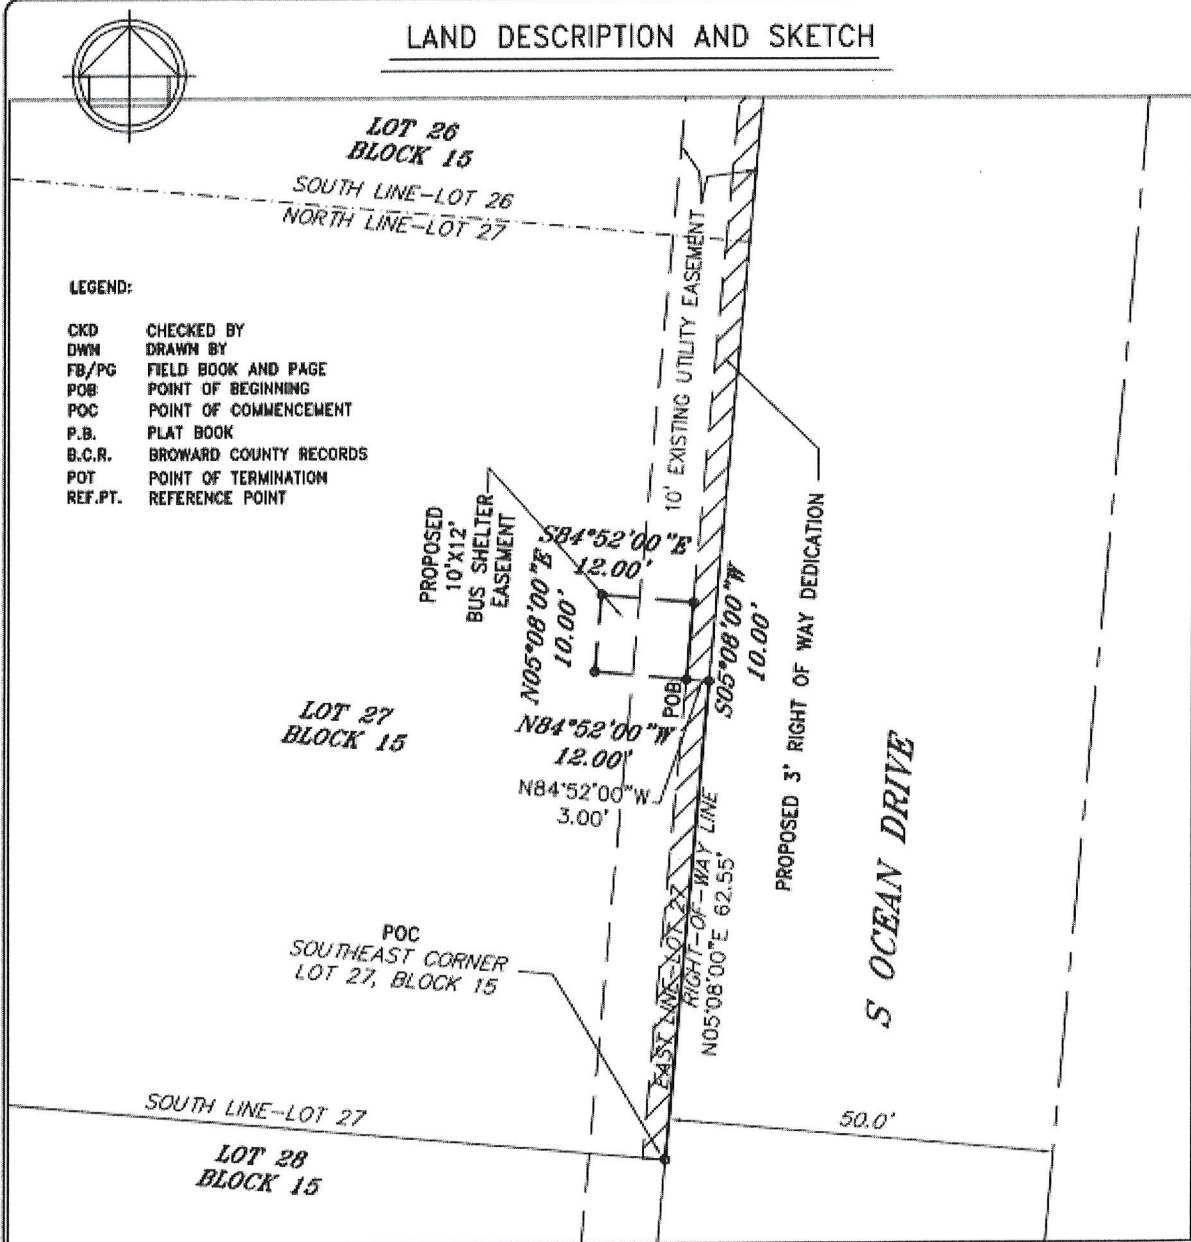 LAND DESCRIPTION AND SKETCH
LOT 26
BLOCK 15
SOUTH LINE-LOT 26
NORTH LINE-LOT 27
LEGEND:
CKD CHECKED BY
DWN DRAWN BY
FB/PG FIELD BOOK AND PAGE
POB POINT OF BEGINNING
POC POINT OF COMMENCEMENT
P.B. PLAT BOOK
B.C.R. BROWARD COUNTY RECORDS
POT POINT OF TERMINATION
REF.PT. REFERENCE POINT
10' EXISTING UTILITY EASEMENT
PROPOSED
10'X12'
BUS SHELTER
EASEMENT
S84°52'00"E
12.00'
N05°08'00"E
10.00'
S05°08'00"W
10.00'
POB
N84°52'00"W
12.00'
N84°52'00"W
3.00'
PROPOSED 3' RIGHT OF WAY DEDICATION
LOT 27
BLOCK 15
S OCEAN DRIVE
EAST LINE-LOT 27
RIGHT-OF-WAY LINE
N05°08'00"E 62.55'
POC
SOUTHEAST CORNER
LOT 27, BLOCK 15
SOUTH LINE-LOT 27
50.0'
LOT 28
BLOCK 15